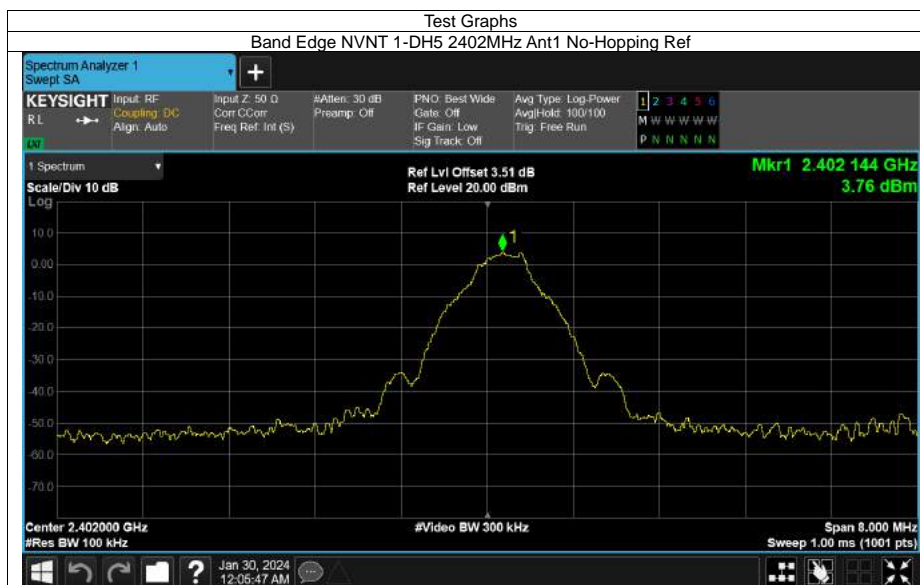 Test Graphs
Band Edge NVNT 1-DH5 2402MHz Ant1 No-Hopping Ref
Spectrum Analyzer 1
Swept SA
+
KEYSIGHT
RL
LXI
Input: RF
Coupling: DC
Align: Auto
Input Z: 50 Ω
Corr CCorr
Freq Ref: Int (S)
#Atten: 30 dB
Preamp: Off
PNO: Best Wide
Gate: Off
IF Gain: Low
Sig Track: Off
Avg Type: Log-Power
Avg|Hold: 100/100
Trig: Free Run
1 2 3 4 5 6
M W W W W W
P N N N N N
1 Spectrum
Scale/Div 10 dB
Log
Ref Lvl Offset 3.51 dB
Ref Level 20.00 dBm
Mkr1 2.402 144 GHz
3.76 dBm
1
10.0
0.00
-10.0
-20.0
-30.0
-40.0
-50.0
-60.0
-70.0
Center 2.402000 GHz
#Res BW 100 kHz
#Video BW 300 kHz
Span 8.000 MHz
Sweep 1.00 ms (1001 pts)
?
Jan 30, 2024
12:05:47 AM